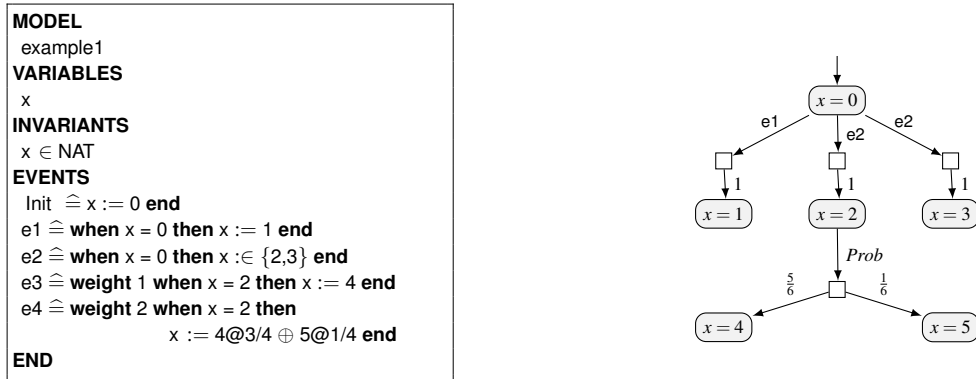 MODEL
example1
VARIABLES
x
INVARIANTS
x ∈ NAT
EVENTS
Init ≙ x := 0 end
e1 ≙ when x = 0 then x := 1 end
e2 ≙ when x = 0 then x :∈ {2,3} end
e3 ≙ weight 1 when x = 2 then x := 4 end
e4 ≙ weight 2 when x = 2 then
x := 4@3/4 ⊕ 5@1/4 end
END
x = 0
e1 e2 e2
1 1 1
x = 1 x = 2 x = 3
Prob
5/6 1/6
x = 4 x = 5